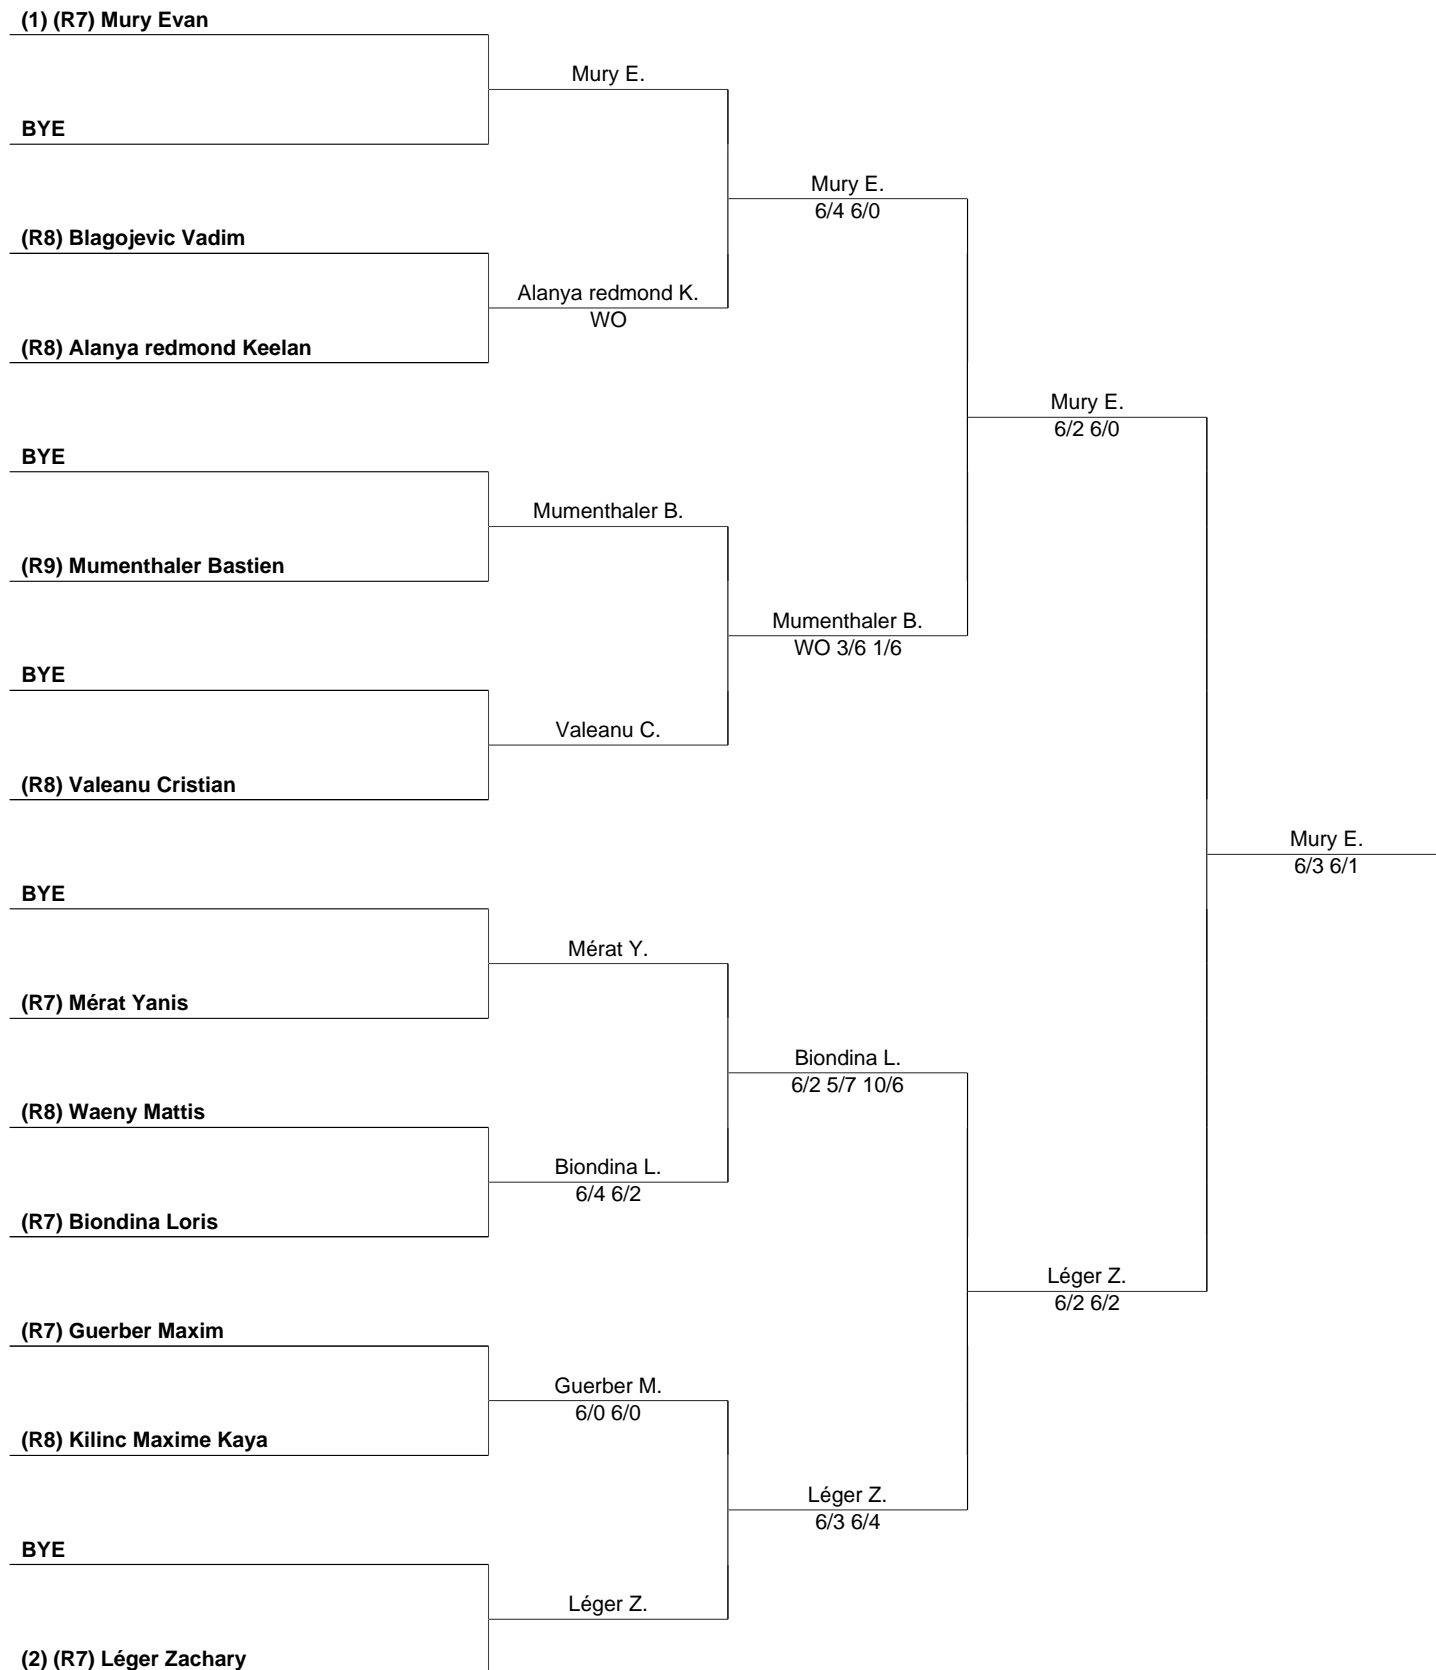 (1) (R7) Mury Evan
Mury E.
BYE
Mury E.
6/4 6/0
(R8) Blagojevic Vadim
Alanya redmond K.
WO
(R8) Alanya redmond Keelan
Mury E.
6/2 6/0
BYE
Mumenthaler B.
(R9) Mumenthaler Bastien
Mumenthaler B.
WO 3/6 1/6
BYE
Valeanu C.
(R8) Valeanu Cristian
Mury E.
6/3 6/1
BYE
Mérat Y.
(R7) Mérat Yanis
Biondina L.
6/2 5/7 10/6
(R8) Waeny Mattis
Biondina L.
6/4 6/2
(R7) Biondina Loris
Léger Z.
6/2 6/2
(R7) Guerber Maxim
Guerber M.
6/0 6/0
(R8) Kilinc Maxime Kaya
Léger Z.
6/3 6/4
BYE
Léger Z.
(2) (R7) Léger Zachary